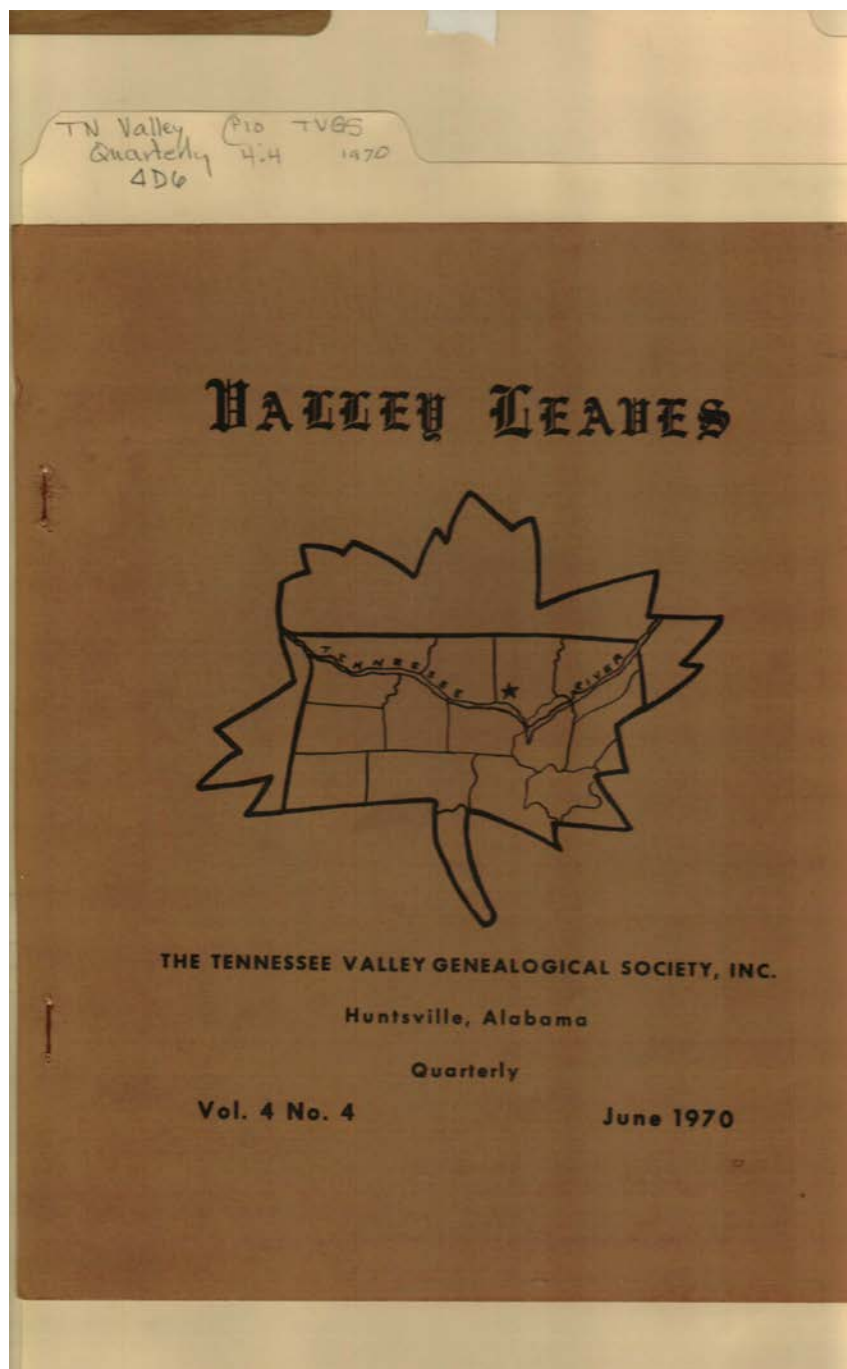 TN Valley (P10 TVGS
Quarterly 4:4 1970
4D6
VALLEY LEAVES
TENNESSEE RIVER
THE TENNESSEE VALLEY GENEALOGICAL SOCIETY, INC.
Huntsville, Alabama
Quarterly
Vol. 4 No. 4 June 1970